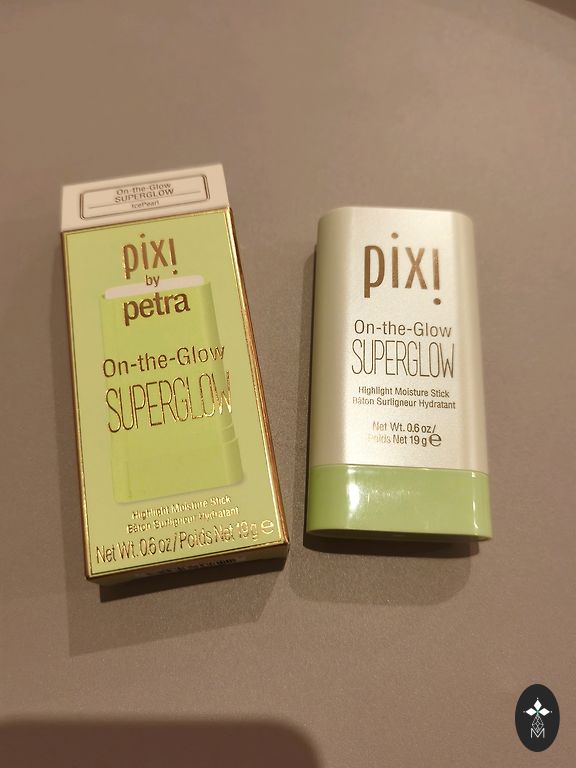 On-the-Glow
SUPERGLOW
IcePearl
pixi
by
petra
On-the-Glow
SUPERGLOW
Highlight Moisture Stick
Bâton Surligneur Hydratant
Net Wt. 0.6 oz / Poids Net 19 g e
pixi
On-the-Glow
SUPERGLOW
Highlight Moisture Stick
Bâton Surligneur Hydratant
Net Wt. 0.6 oz /
Poids Net 19 g e
M